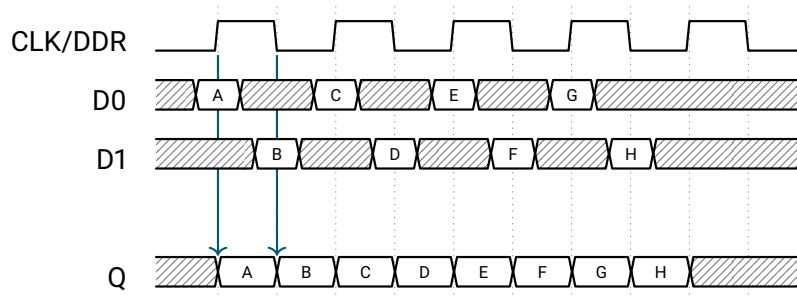 CLK/DDR
D0 A C E G
D1 B D F H
Q A B C D E F G H